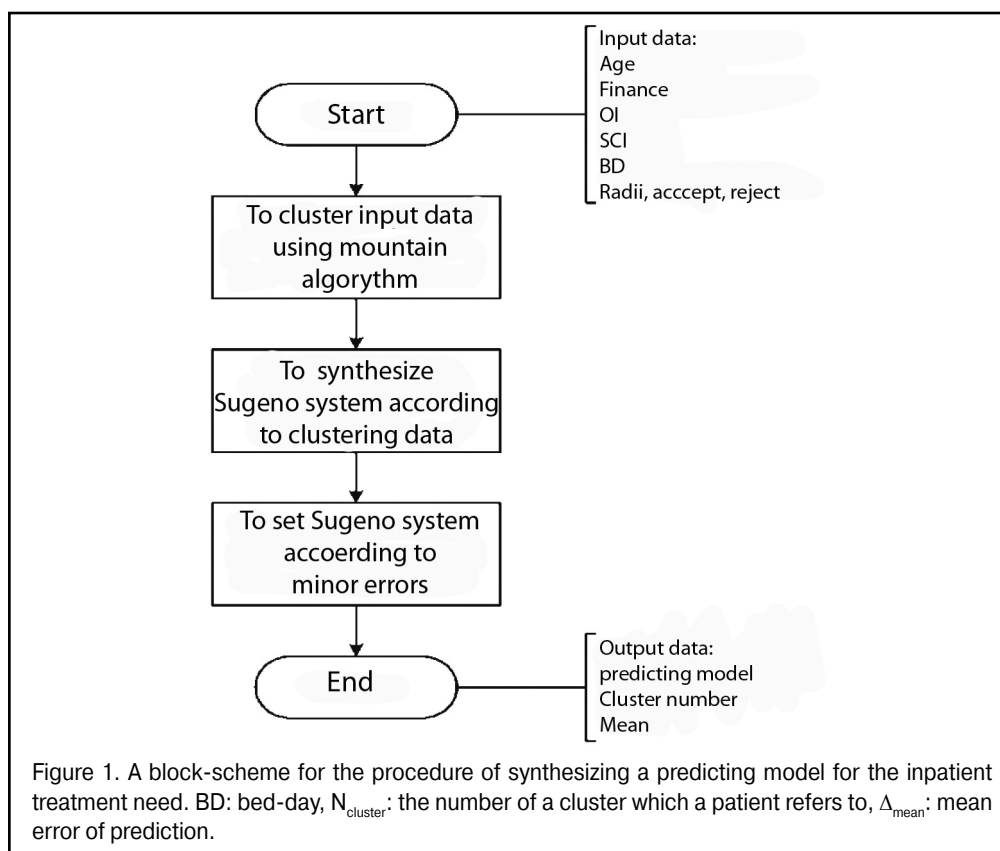 Start
Input data:
Age
Finance
OI
SCI
BD
Radii, acccept, reject
To cluster input data
using mountain
algorythm
To synthesize
Sugeno system according
to clustering data
To set Sugeno system
accoerding to
minor errors
End
Output data:
predicting model
Cluster number
Mean
Figure 1. A block-scheme for the procedure of synthesizing a predicting model for the inpatient
treatment need. BD: bed-day, N_cluster: the number of a cluster which a patient refers to, Δ_mean: mean
error of prediction.